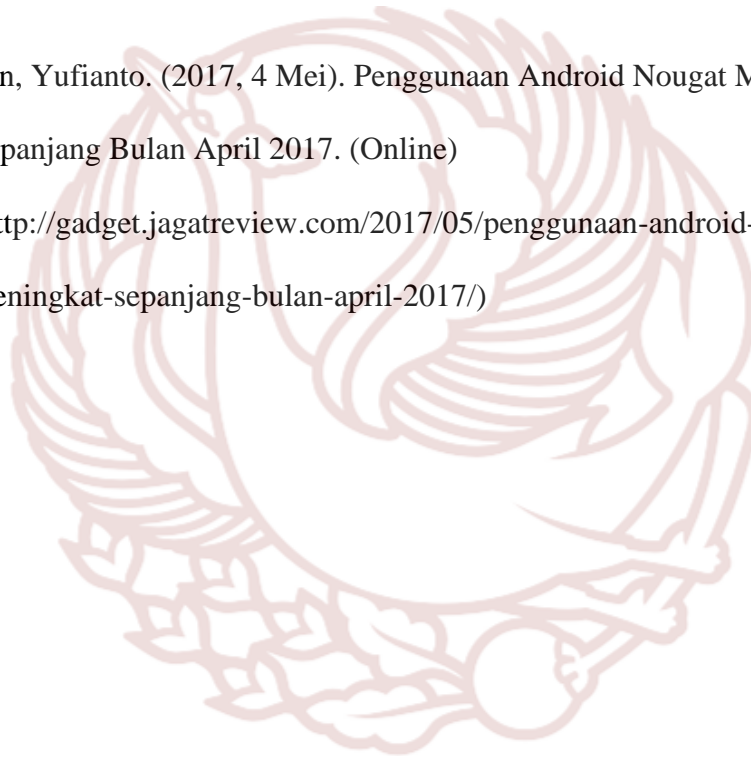 n, Yufianto. (2017, 4 Mei). Penggunaan Android Nougat M
panjang Bulan April 2017. (Online)
ttp://gadget.jagatreview.com/2017/05/penggunaan-android-
eningkat-sepanjang-bulan-april-2017/)